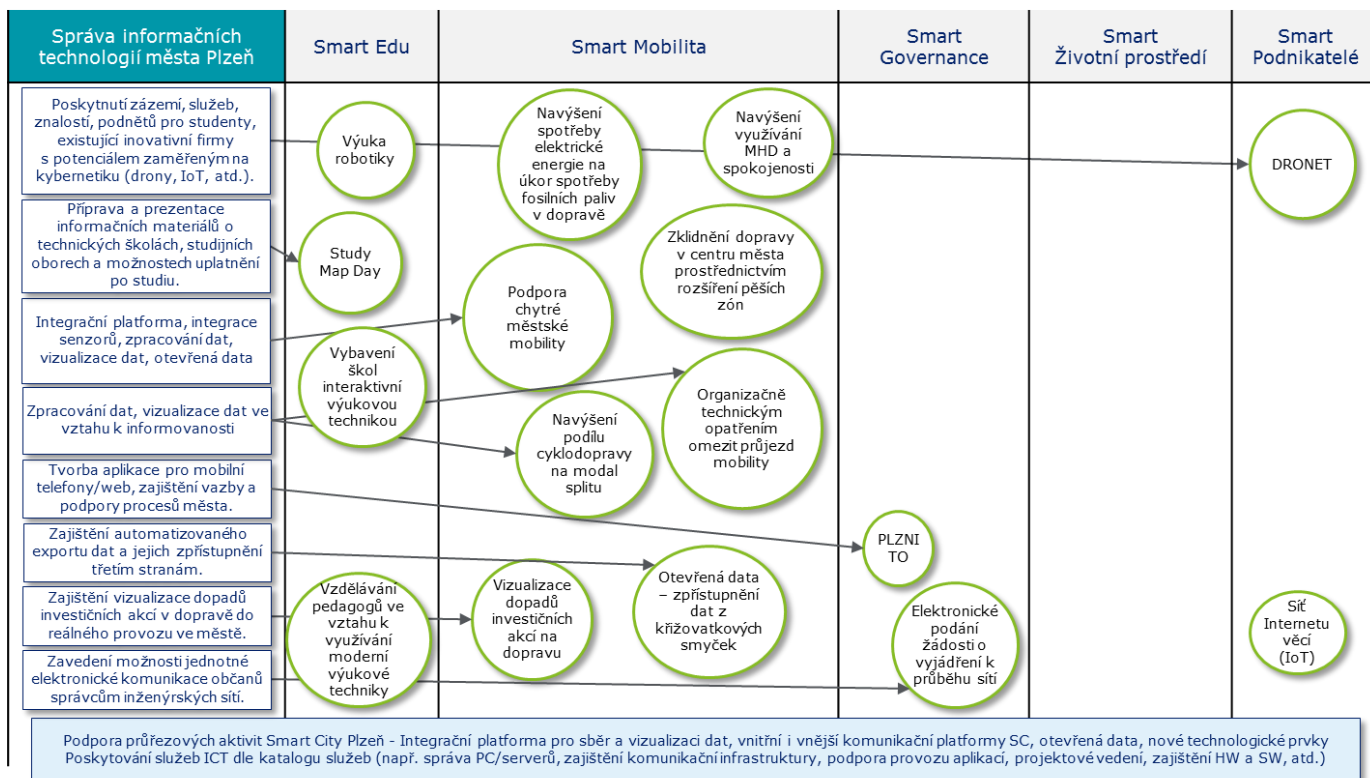 Správa informačních
technologií města Plzeň
Smart Edu
Smart Mobilita
Smart
Governance
Smart
Životní prostředí
Smart
Podnikatelé
Poskytnutí zázemí, služeb,
znalostí, podnětů pro studenty,
existující inovativní firmy
s potenciálem zaměřeným na
kybernetiku (drony, IoT, atd.).
Příprava a prezentace
informačních materiálů o
technických školách, studijních
oborech a možnostech uplatnění
po studiu.
Integrační platforma, integrace
senzorů, zpracování dat,
vizualizace dat, otevřená data
Zpracování dat, vizualizace dat ve
vztahu k informovanosti
Tvorba aplikace pro mobilní
telefony/web, zajištění vazby a
podpory procesů města.
Zajištění automatizovaného
exportu dat a jejich zpřístupnění
třetím stranám.
Zajištění vizualizace dopadů
investičních akcí v dopravě do
reálného provozu ve městě.
Zavedení možnosti jednotné
elektronické komunikace občanů
správcům inženýrských sítí.
Výuka
robotiky
Study
Map Day
Vybavení
škol
interaktivní
výukovou
technikou
Vzdělávání
pedagogů ve
vztahu k
využívání
moderní
výukové
techniky
Navýšení
spotřeby
elektrické
energie na
úkor spotřeby
fosilních paliv
v dopravě
Navýšení
využívání
MHD a
spokojenosti
Zklidnění dopravy
v centru města
prostřednictvím
rozšíření pěších
zón
Podpora
chytré
městské
mobility
Organizačně
technickým
opatřením
omezit průjezd
mobility
Navýšení
podílu
cyklodopravy
na modal
splitu
Vizualizace
dopadů
investičních
akcí na
dopravu
Otevřená data
– zpřístupnění
dat z
křižovatkových
smyček
PLZNI
TO
Elektronické
podání
žádosti o
vyjádření k
průběhu sítí
DRONET
Síť
Internetu
věcí
(IoT)
Podpora průřezových aktivit Smart City Plzeň - Integrační platforma pro sběr a vizualizaci dat, vnitřní i vnější komunikační platformy SC, otevřená data, nové technologické prvky
Poskytování služeb ICT dle katalogu služeb (např. správa PC/serverů, zajištění komunikační infrastruktury, podpora provozu aplikací, projektové vedení, zajištění HW a SW, atd.)